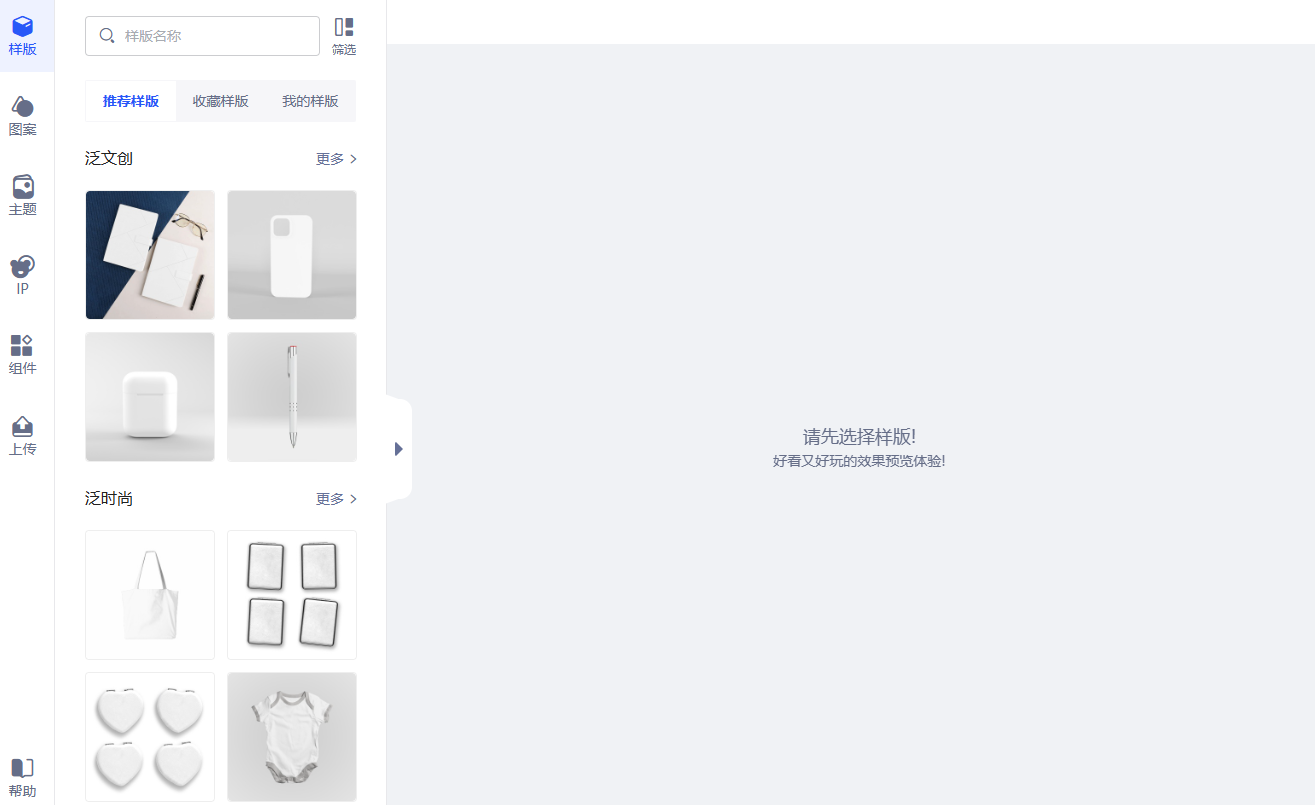 样版
图案
主题
IP
组件
上传
帮助
样版名称
筛选
推荐样版
收藏样版
我的样版
泛文创
更多
泛时尚
更多
请先选择样版!
好看又好玩的效果预览体验!